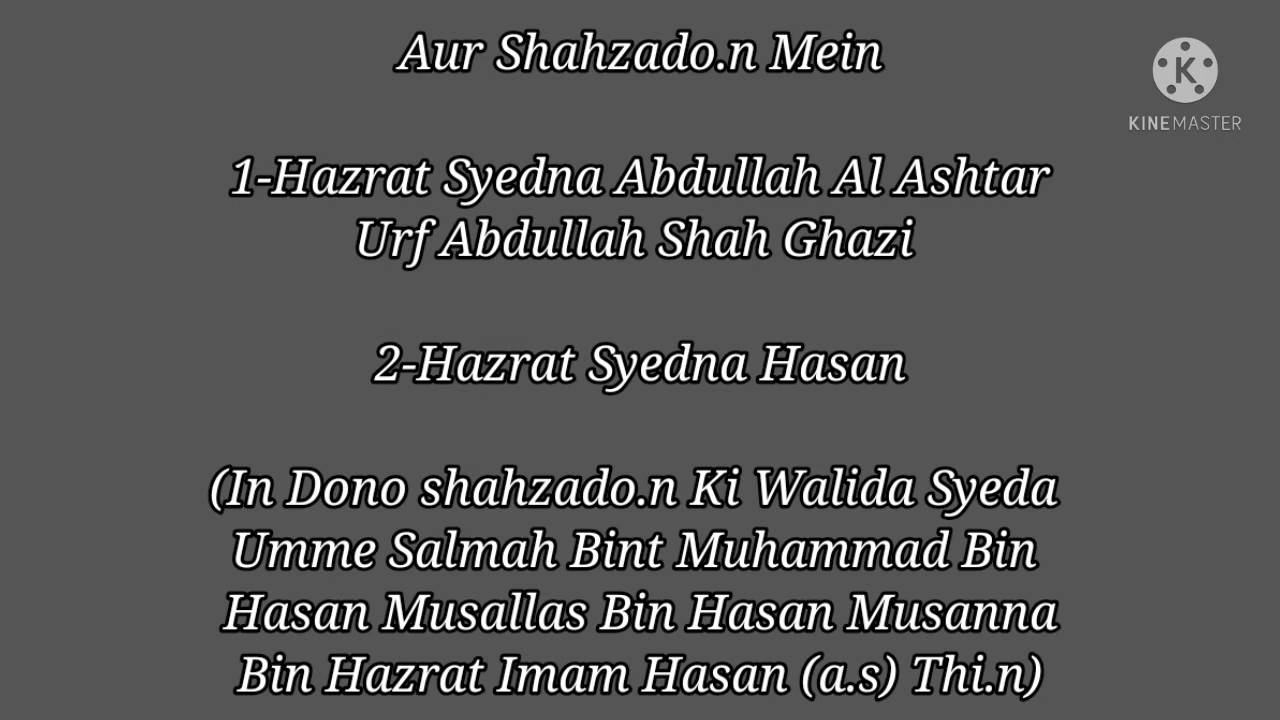 Aur Shahzado.n Mein
KINEMASTER
1-Hazrat Syedna Abdullah Al Ashtar
Urf Abdullah Shah Ghazi
2-Hazrat Syedna Hasan
(In Dono shahzado.n Ki Walida Syeda
Umme Salmah Bint Muhammad Bin
Hasan Musallas Bin Hasan Musanna
Bin Hazrat Imam Hasan (a.s) Thi.n)